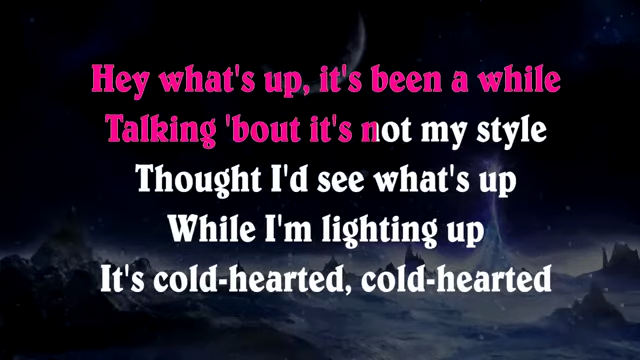 Hey what's up, it's been a while
Talking 'bout it's not my style
Thought I'd see what's up
While I'm lighting up
It's cold-hearted, cold-hearted